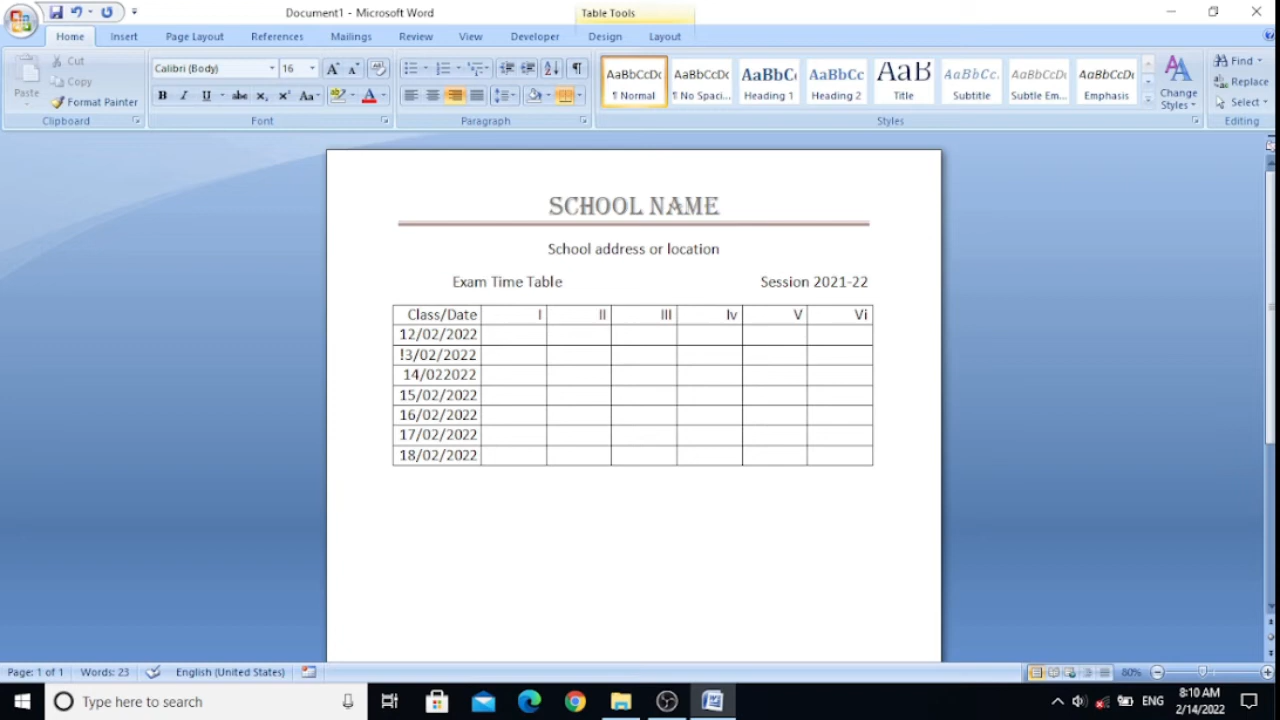 Document1 - Microsoft Word
Table Tools
Home Insert Page Layout References Mailings Review View Developer Design Layout
Cut
Copy
Paste
Format Painter
Clipboard
Calibri (Body) 16
B I U abc x, x² Aa
Font
Paragraph
AaBbCcDc AaBbCcDc AaBbC( AaBbCc AaB AaBbCc. AaBbCcDı AaBbCcDı
¶ Normal ¶ No Spaci... Heading 1 Heading 2 Title Subtitle Subtle Em... Emphasis
Change Styles
Styles
Find
Replace
Select
Editing
SCHOOL NAME
School address or location
Exam Time Table Session 2021-22
Class/Date I II III Iv V Vi
12/02/2022
!3/02/2022
14/022022
15/02/2022
16/02/2022
17/02/2022
18/02/2022
Page: 1 of 1 Words: 23 English (United States) 80%
Type here to search
ENG
8:10 AM
2/14/2022